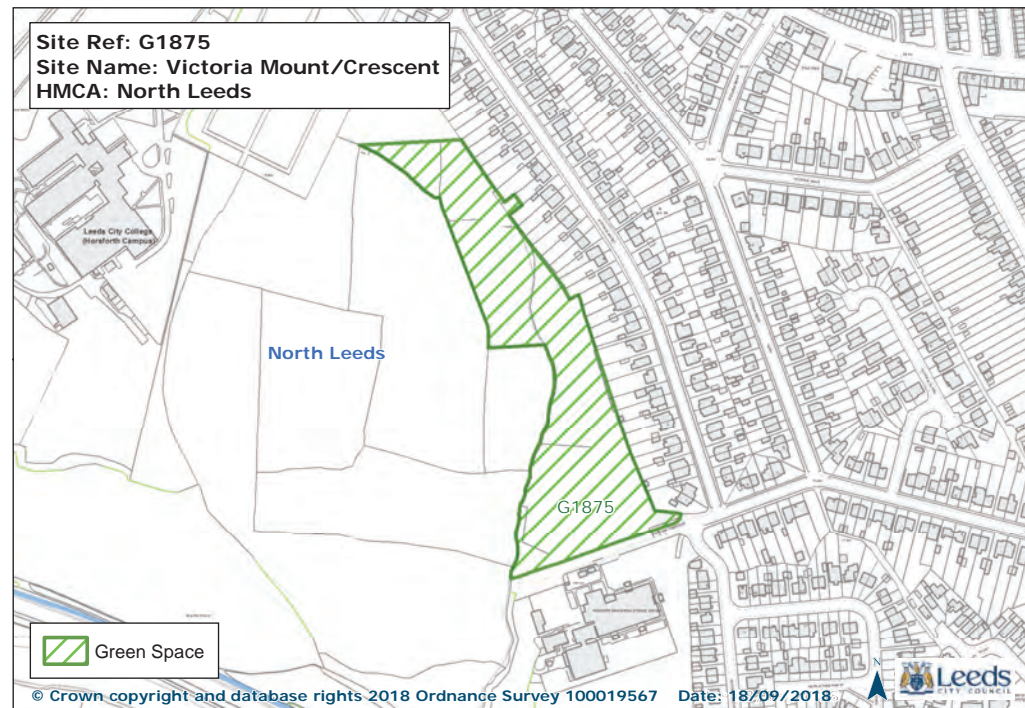 Site Ref: G1875
Site Name: Victoria Mount/Crescent
HMCA: North Leeds
Leeds City College
(Horsforth Campus)
North Leeds
G1875
Green Space
N
Leeds
CITY COUNCIL
© Crown copyright and database rights 2018 Ordnance Survey 100019567 Date: 18/09/2018